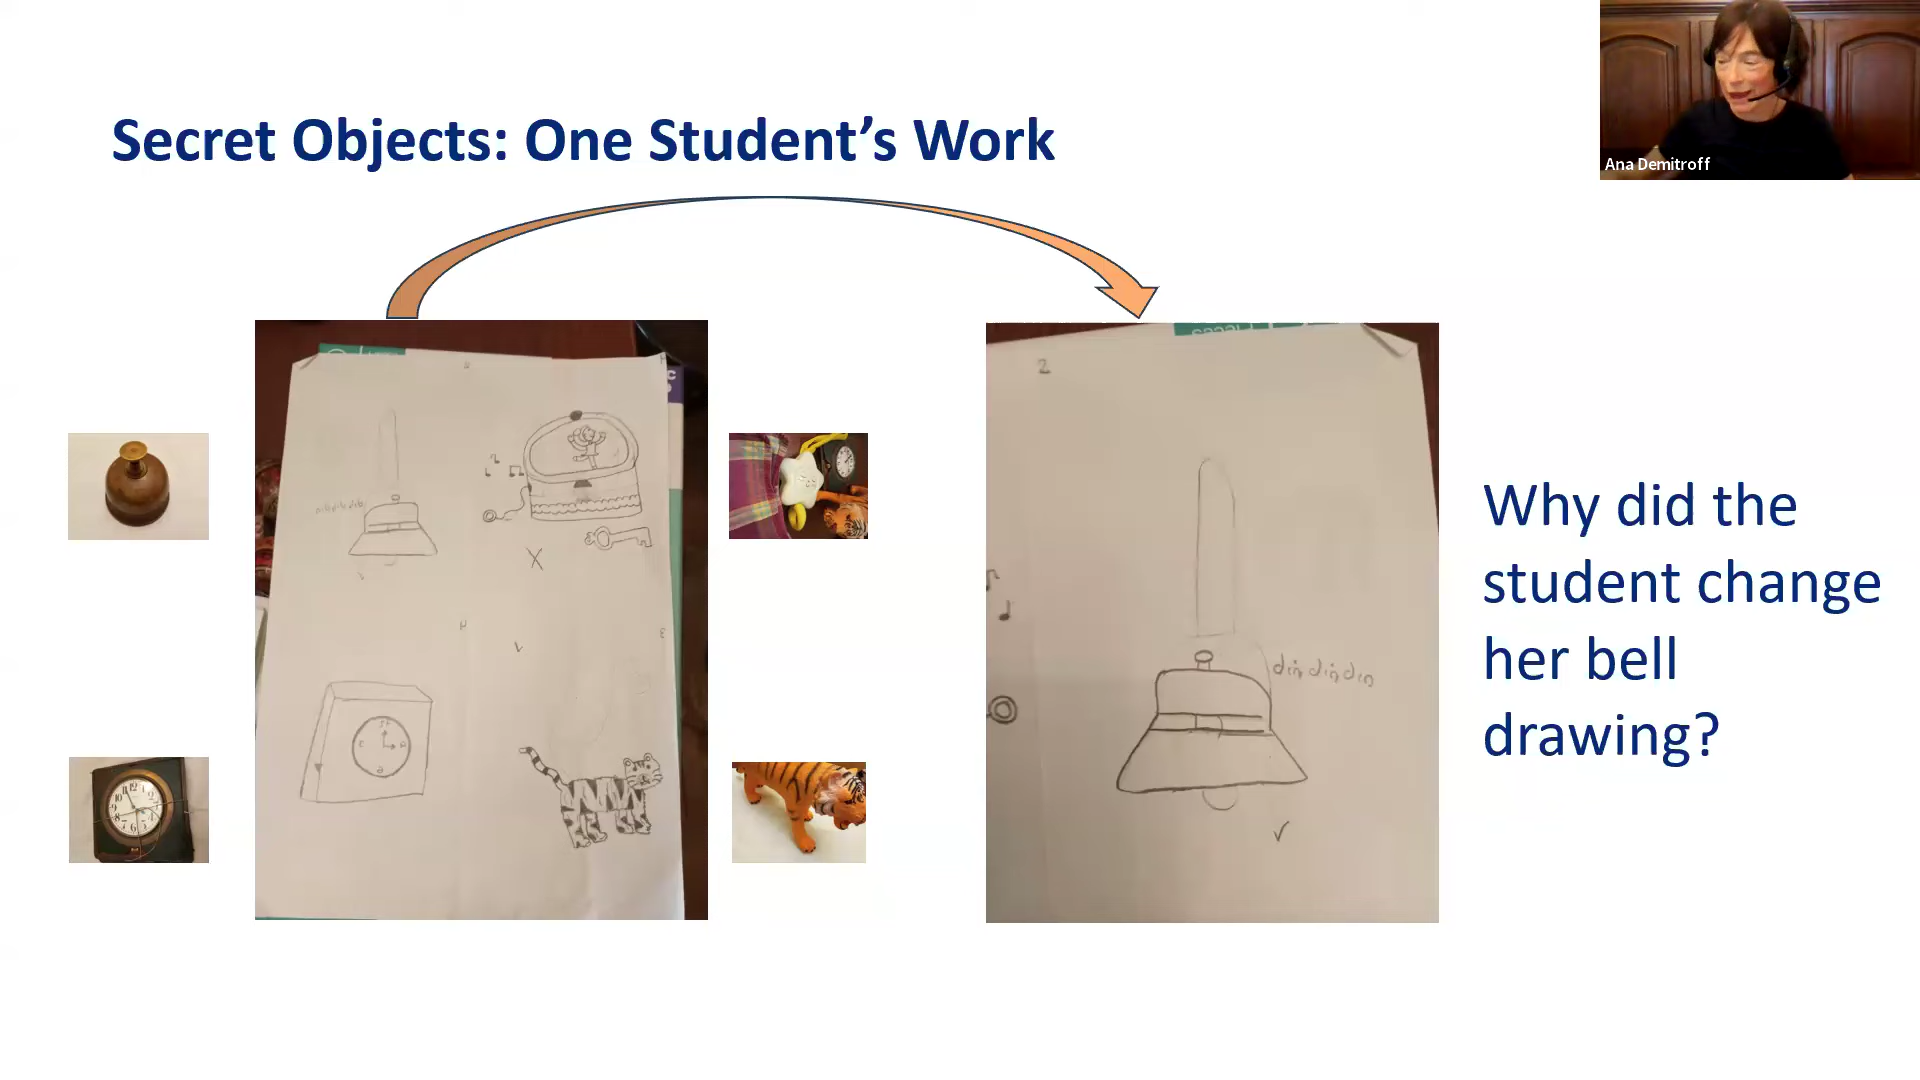 Secret Objects: One Student’s Work
Ana Demitroff
2
din din din
Why did the
student change
her bell
drawing?